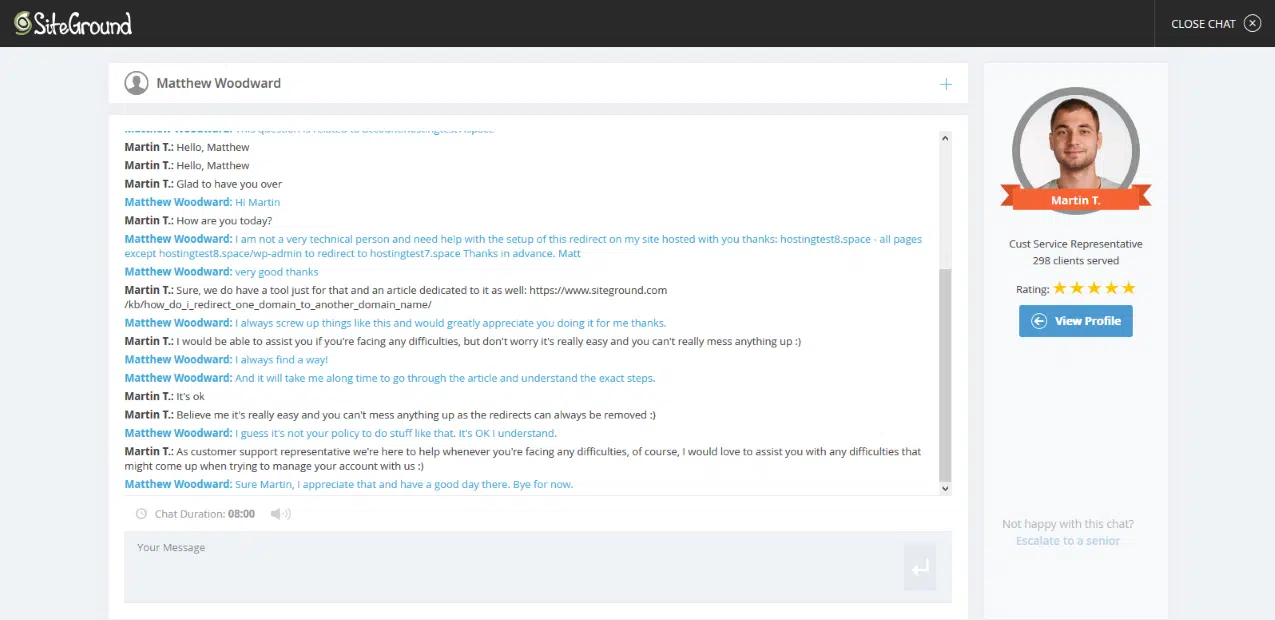 SiteGround
CLOSE CHAT
Matthew Woodward
Matthew Woodward: This question is related to
Martin T.: Hello, Matthew
Martin T.: Hello, Matthew
Martin T.: Glad to have you over
Matthew Woodward: Hi Martin
Martin T.: How are you today?
Matthew Woodward: I am not a very technical person and need help with the setup of this redirect on my site hosted with you thanks: hostingtest8.space - all pages
except hostingtest8.space/wp-admin to redirect to hostingtest7.space Thanks in advance. Matt
Matthew Woodward: very good thanks
Martin T.: Sure, we do have a tool just for that and an article dedicated to it as well: https://www.siteground.com
/kb/how_do_i_redirect_one_domain_to_another_domain_name/
Matthew Woodward: I always screw up things like this and would greatly appreciate you doing it for me thanks.
Martin T.: I would be able to assist you if you're facing any difficulties, but don't worry it's really easy and you can't really mess anything up :)
Matthew Woodward: I always find a way!
Matthew Woodward: And it will take me along time to go through the article and understand the exact steps.
Martin T.: It's ok
Martin T.: Believe me it's really easy and you can't mess anything up as the redirects can always be removed :)
Matthew Woodward: I guess it's not your policy to do stuff like that. It's OK I understand.
Martin T.: As customer support representative we're here to help whenever you're facing any difficulties, of course, I would love to assist you with any difficulties that
might come up when trying to manage your account with us :)
Matthew Woodward: Sure Martin, I appreciate that and have a good day there. Bye for now.
Chat Duration: 08:00
Your Message
Martin T.
Cust Service Representative
298 clients served
Rating:
View Profile
Not happy with this chat?
Escalate to a senior